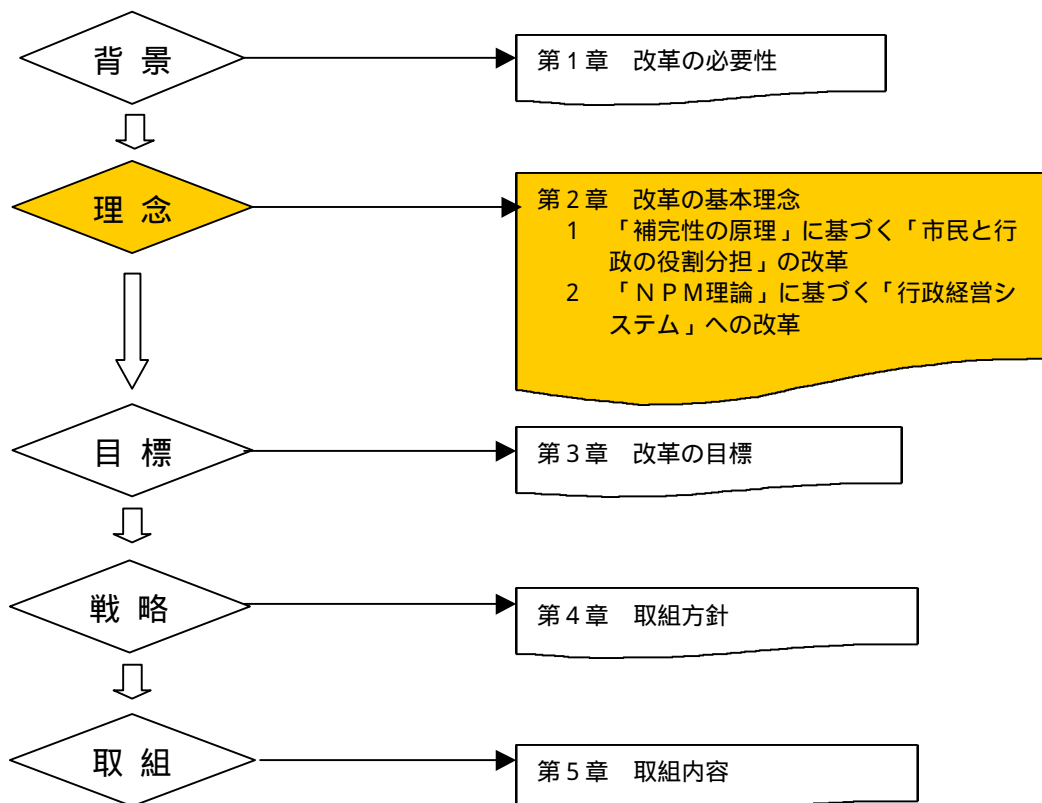 背 景
第１章　改革の必要性
理 念
第２章　改革の基本理念
１　「補完性の原理」に基づく「市民と行
政の役割分担」の改革
２　「ＮＰＭ理論」に基づく「行政経営シ
ステム」への改革
目 標
第３章　改革の目標
戦 略
第４章　取組方針
取 組
第５章　取組内容